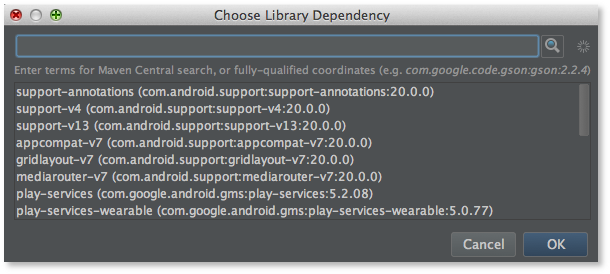 Choose Library Dependency
Enter terms for Maven Central search, or fully-qualified coordinates (e.g. com.google.code.gson:gson:2.2.4)
support-annotations (com.android.support:support-annotations:20.0.0)
support-v4 (com.android.support:support-v4:20.0.0)
support-v13 (com.android.support:support-v13:20.0.0)
appcompat-v7 (com.android.support:appcompat-v7:20.0.0)
gridlayout-v7 (com.android.support:gridlayout-v7:20.0.0)
mediarouter-v7 (com.android.support:mediarouter-v7:20.0.0)
play-services (com.google.android.gms:play-services:5.2.08)
play-services-wearable (com.google.android.gms:play-services-wearable:5.0.77)
Cancel OK